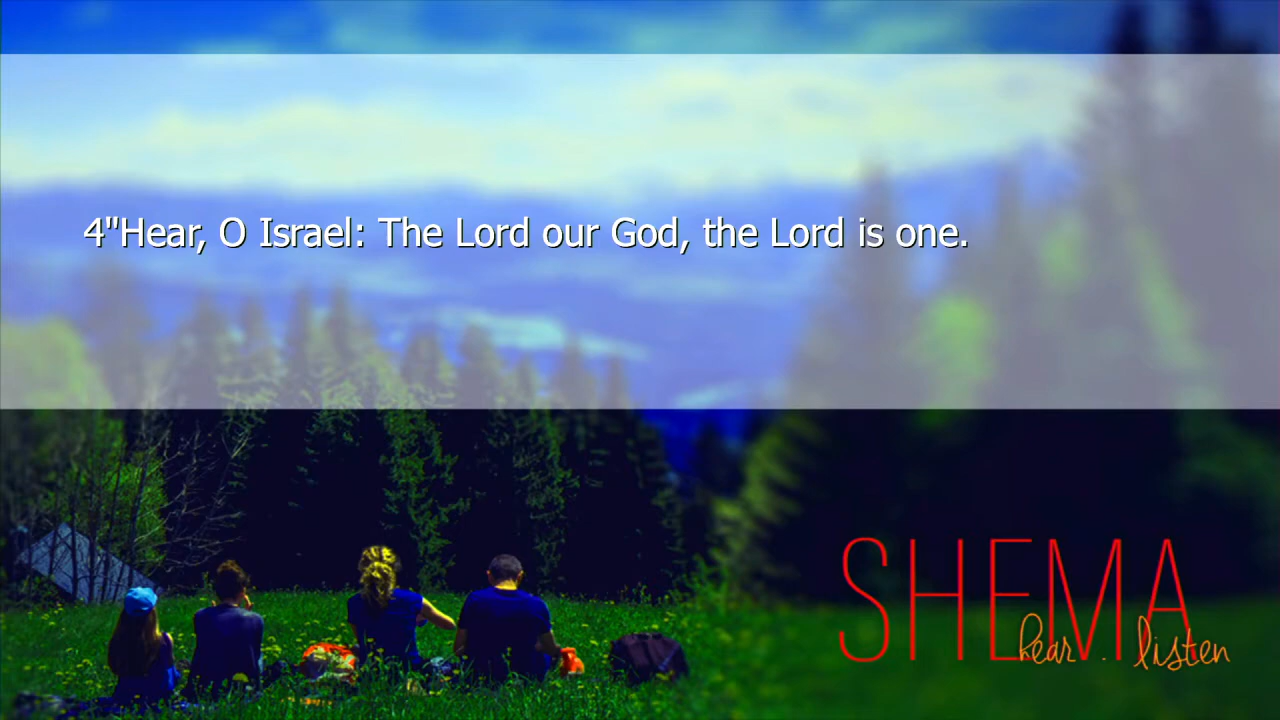 4"Hear, O Israel: The Lord our God, the Lord is one.
SHEMA
hear . listen